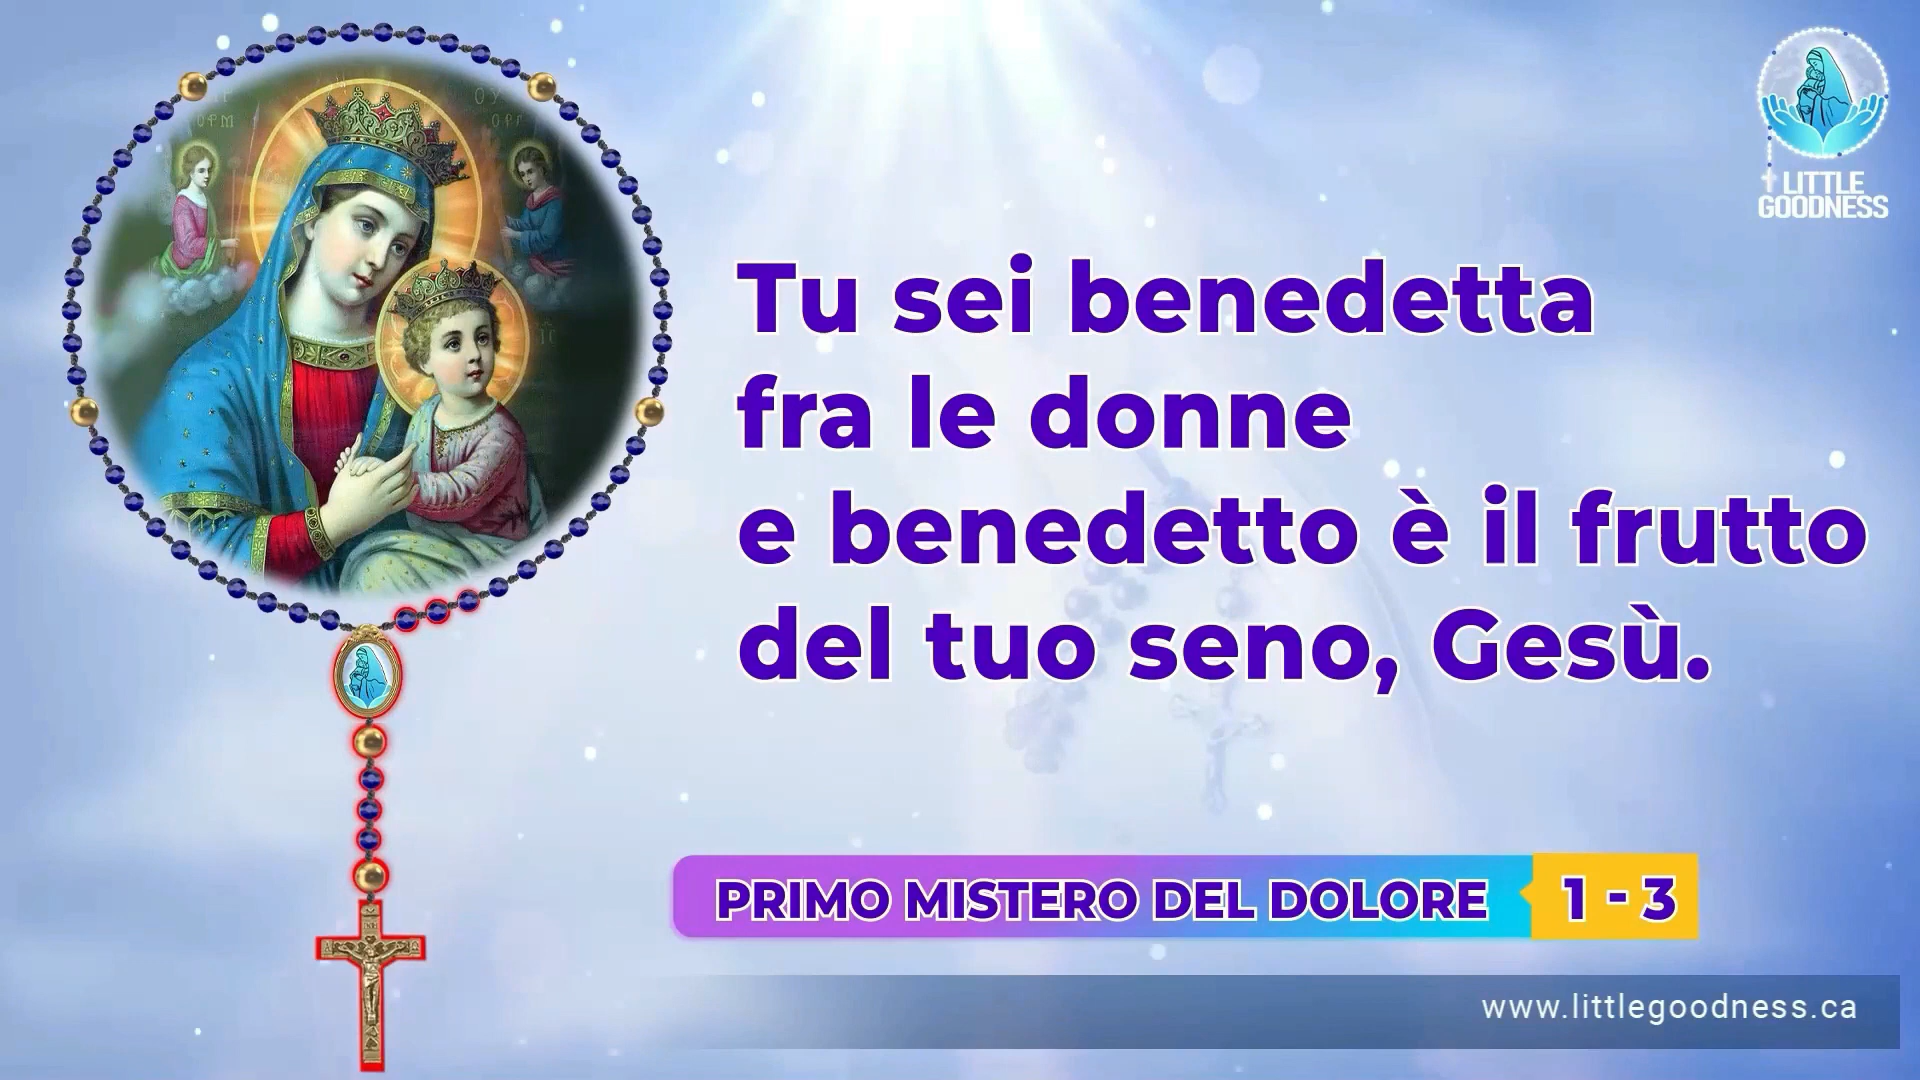 LITTLE
GOODNESS
Tu sei benedetta
fra le donne
e benedetto è il frutto
del tuo seno, Gesù.
PRIMO MISTERO DEL DOLORE 1 - 3
www.littlegoodness.ca